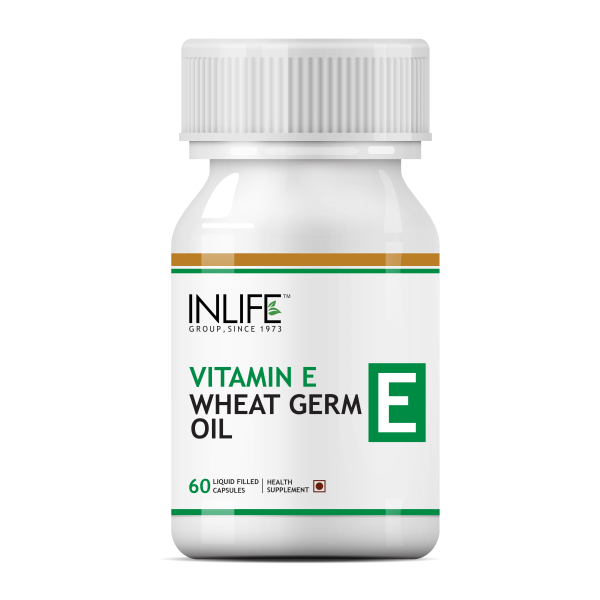 INLIFE™
GROUP, SINCE 1973
VITAMIN E
WHEAT GERM
OIL
E
60 LIQUID FILLED CAPSULES | HEALTH SUPPLEMENT